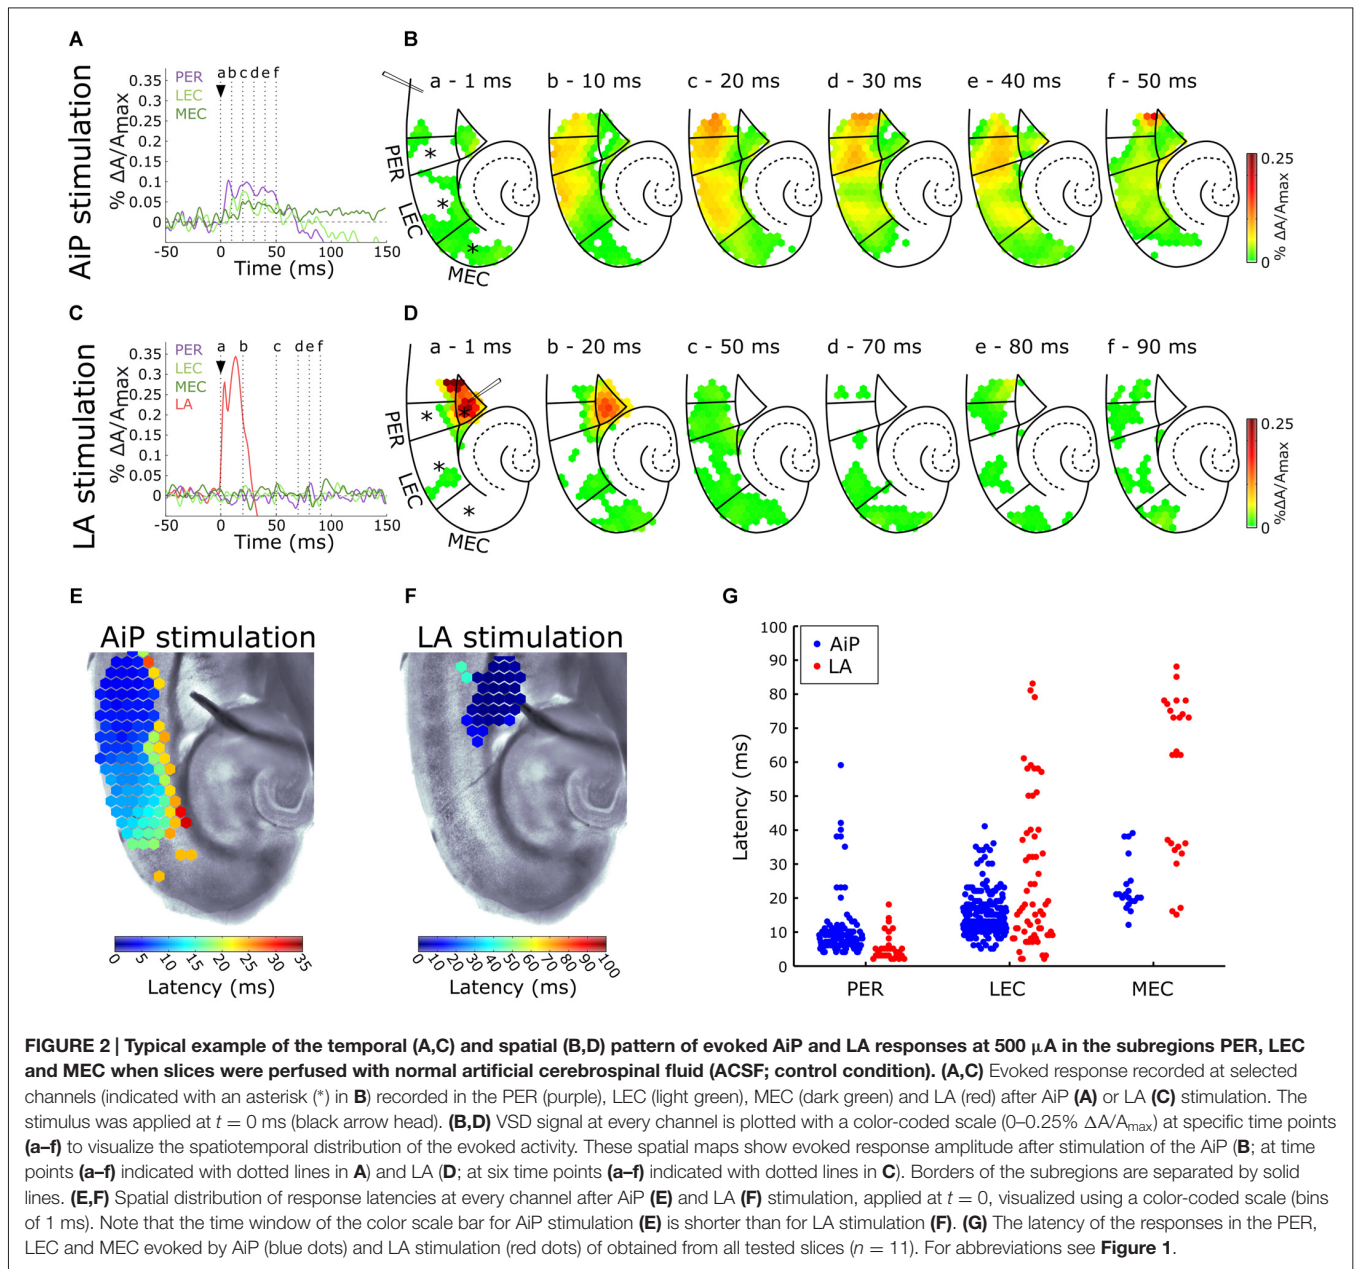 A
AiP stimulation
% ΔA/Amax
0.35
0.3
0.25
0.2
0.15
0.1
0.05
0
PER
LEC
MEC
a b c d e f
-50 0 50 100 150
Time (ms)
B
a - 1 ms
b - 10 ms
c - 20 ms
d - 30 ms
e - 40 ms
f - 50 ms
PER
LEC
MEC
*
*
*
0.25
0
% ΔA/Amax
C
LA stimulation
% ΔA/Amax
0.35
0.3
0.25
0.2
0.15
0.1
0.05
0
PER
LEC
MEC
LA
a b c d e f
-50 0 50 100 150
Time (ms)
D
a - 1 ms
b - 20 ms
c - 50 ms
d - 70 ms
e - 80 ms
f - 90 ms
PER
LEC
MEC
*
*
*
*
0.25
0
%ΔA/Amax
E
AiP stimulation
0 5 10 15 20 25 30 35
Latency (ms)
F
LA stimulation
0 10 20 30 40 50 60 70 80 90 100
Latency (ms)
G
AiP
LA
Latency (ms)
100
90
80
70
60
50
40
30
20
10
0
PER LEC MEC
FIGURE 2 | Typical example of the temporal (A,C) and spatial (B,D) pattern of evoked AiP and LA responses at 500 μA in the subregions PER, LEC
and MEC when slices were perfused with normal artificial cerebrospinal fluid (ACSF; control condition). (A,C) Evoked response recorded at selected
channels (indicated with an asterisk (*) in B) recorded in the PER (purple), LEC (light green), MEC (dark green) and LA (red) after AiP (A) or LA (C) stimulation. The
stimulus was applied at t = 0 ms (black arrow head). (B,D) VSD signal at every channel is plotted with a color-coded scale (0–0.25% ΔA/Amax) at specific time points
(a–f) to visualize the spatiotemporal distribution of the evoked activity. These spatial maps show evoked response amplitude after stimulation of the AiP (B; at time
points (a–f) indicated with dotted lines in A) and LA (D; at six time points (a–f) indicated with dotted lines in C). Borders of the subregions are separated by solid
lines. (E,F) Spatial distribution of response latencies at every channel after AiP (E) and LA (F) stimulation, applied at t = 0, visualized using a color-coded scale (bins
of 1 ms). Note that the time window of the color scale bar for AiP stimulation (E) is shorter than for LA stimulation (F). (G) The latency of the responses in the PER,
LEC and MEC evoked by AiP (blue dots) and LA stimulation (red dots) of obtained from all tested slices (n = 11). For abbreviations see Figure 1.